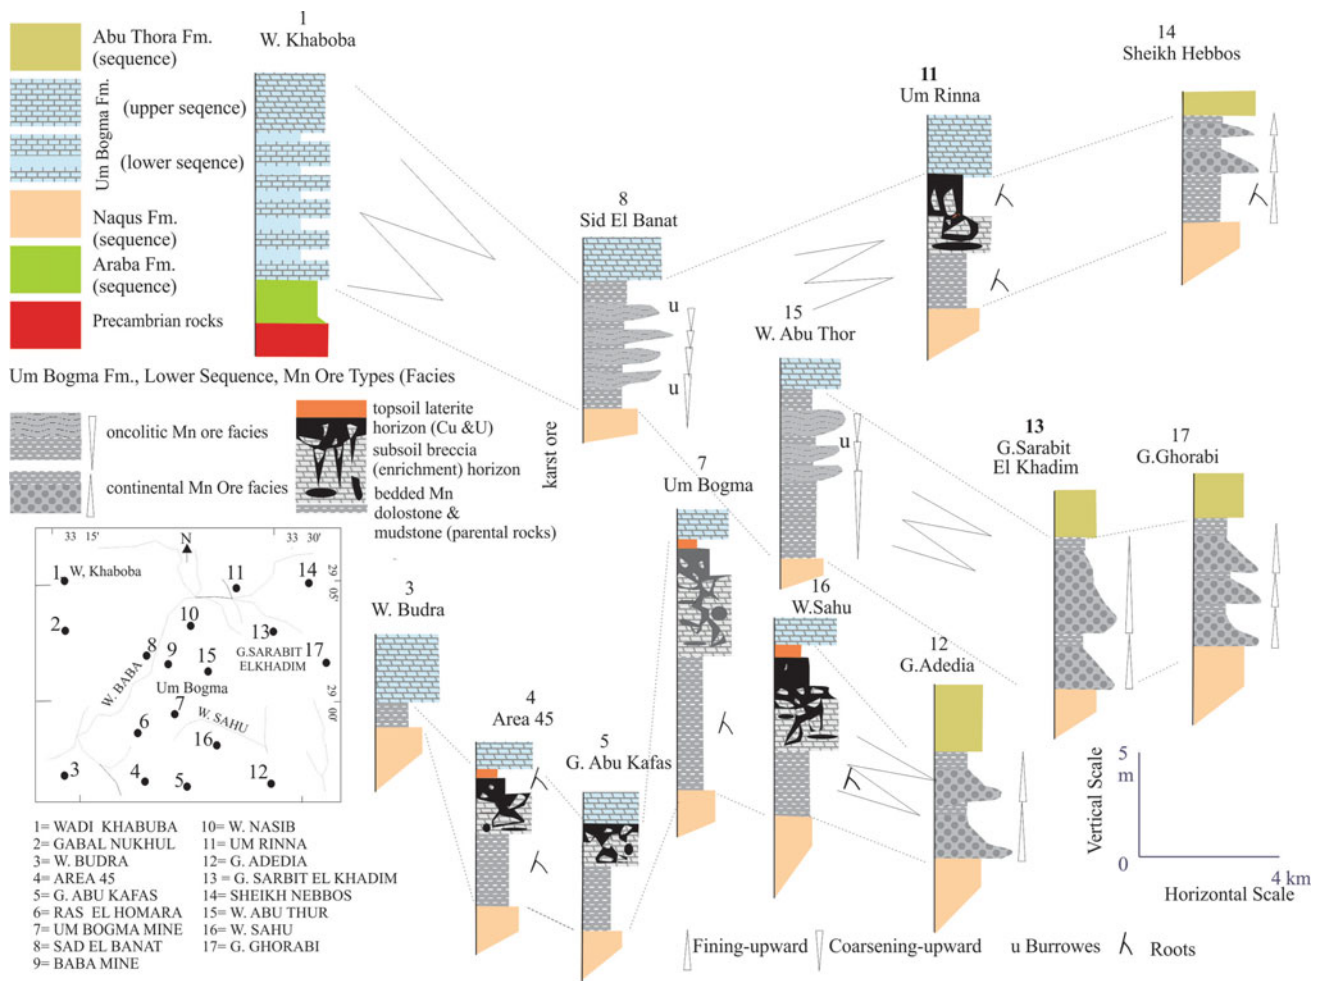 Abu Thora Fm.
(sequence)
Um Bogma Fm.
(upper seqence)
(lower seqence)
Naqus Fm.
(sequence)
Araba Fm.
(sequence)
Precambrian rocks
1
W. Khaboba
8
Sid El Banat
11
Um Rinna
14
Sheikh Hebbos
15
W. Abu Thor
u
u
u
13
G.Sarabit
El Khadim
17
G.Ghorabi
7
Um Bogma
16
W.Sahu
12
G.Adedia
3
W. Budra
4
Area 45
5
G. Abu Kafas
Um Bogma Fm., Lower Sequence, Mn Ore Types (Facies
oncolitic Mn ore facies
continental Mn Ore facies
topsoil laterite
horizon (Cu &U)
subsoil breccia
(enrichment) horizon
bedded Mn
dolostone &
mudstone (parental rocks)
karst ore
33 15'
N
33 30'
29 05'
29 00'
1
W, Khaboba
2
3
4
5
6
7
8
9
10
11
12
13
14
15
16
17
G.SARABIT
ELKHADIM
W. BABA
Um Bogma
W. SAHU
1= WADI KHABUBA
2= GABAL NUKHUL
3= W. BUDRA
4= AREA 45
5= G. ABU KAFAS
6= RAS EL HOMARA
7= UM BOGMA MINE
8= SAD EL BANAT
9= BABA MINE
10= W. NASIB
11= UM RINNA
12= G. ADEDIA
13 = G. SARBIT EL KHADIM
14= SHEIKH NEBBOS
15= W. ABU THUR
16= W. SAHU
17= G. GHORABI
5
m
Vertical Scale
0
4 km
Horizontal Scale
Fining-upward
Coarsening-upward
u Burrowes
Roots